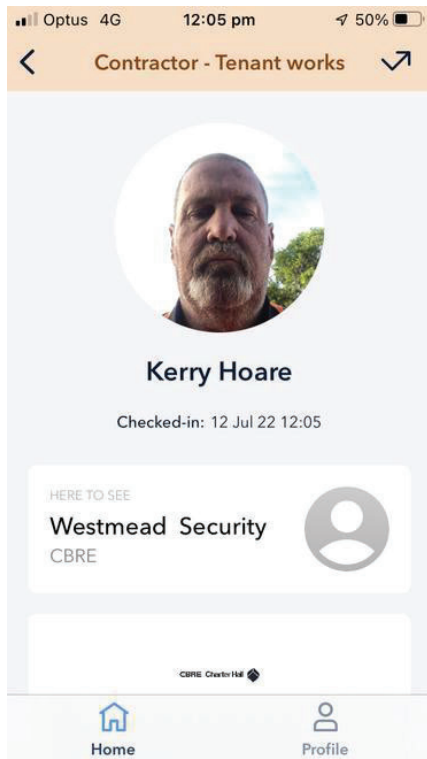 Optus 4G 12:05 pm 50%
Contractor - Tenant works
Kerry Hoare
Checked-in: 12 Jul 22 12:05
HERE TO SEE
Westmead Security
CBRE
CBRE Charter Hall
Home Profile